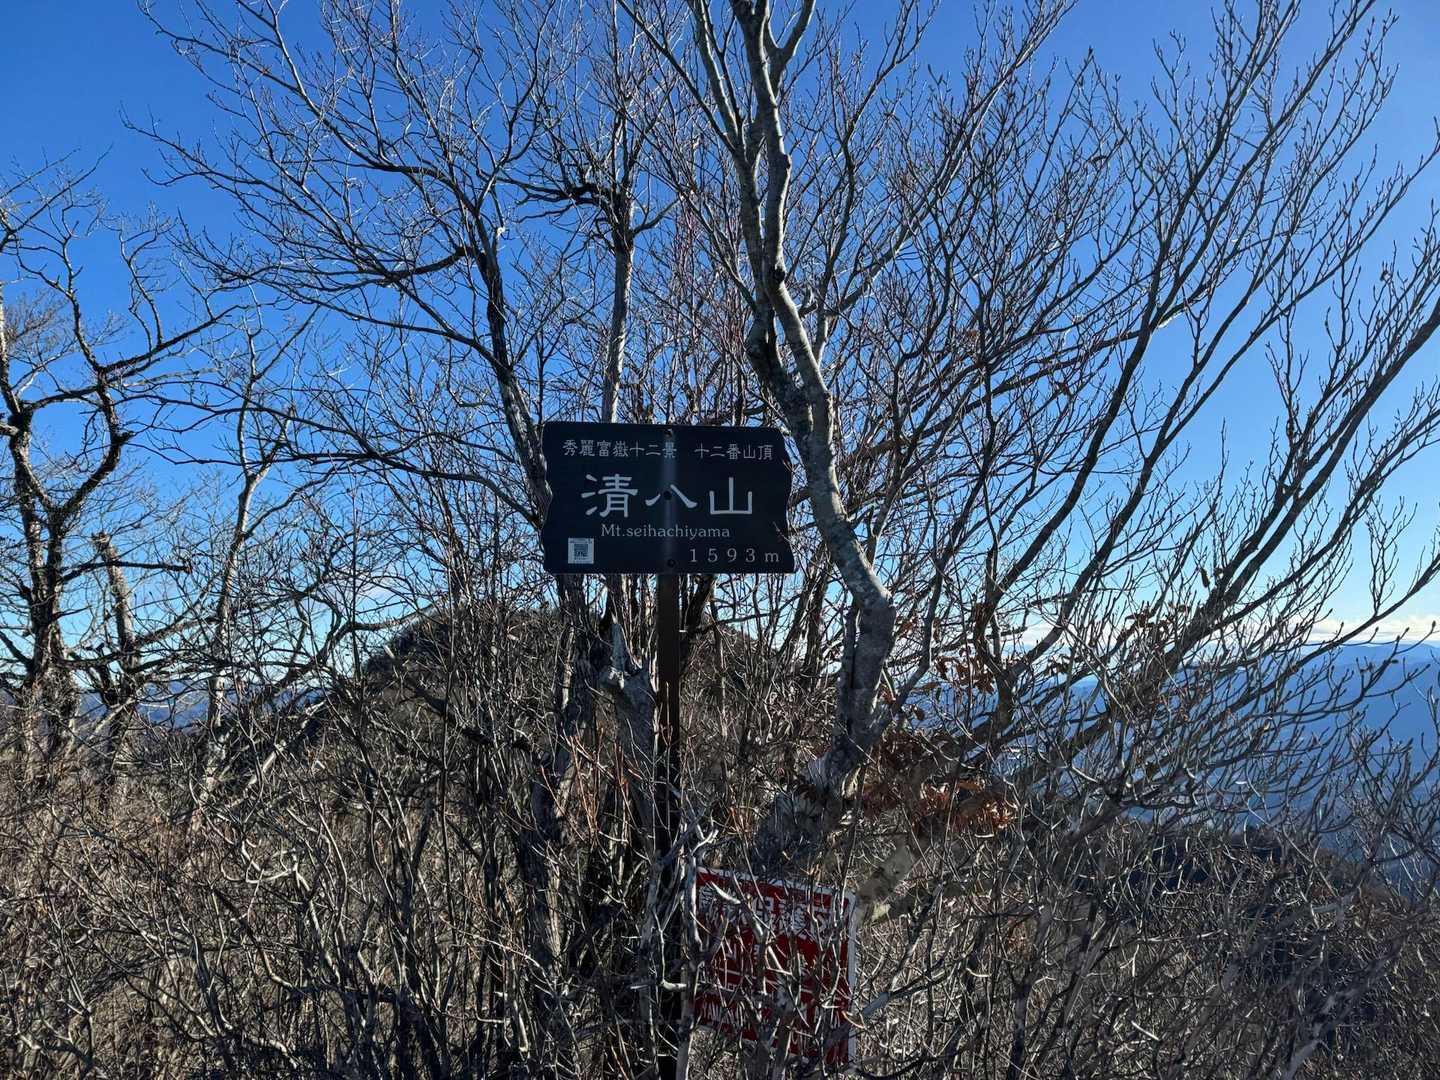 秀麗富嶽十二景　十二番山頂
清八山
Mt.seihachiyama
1593m